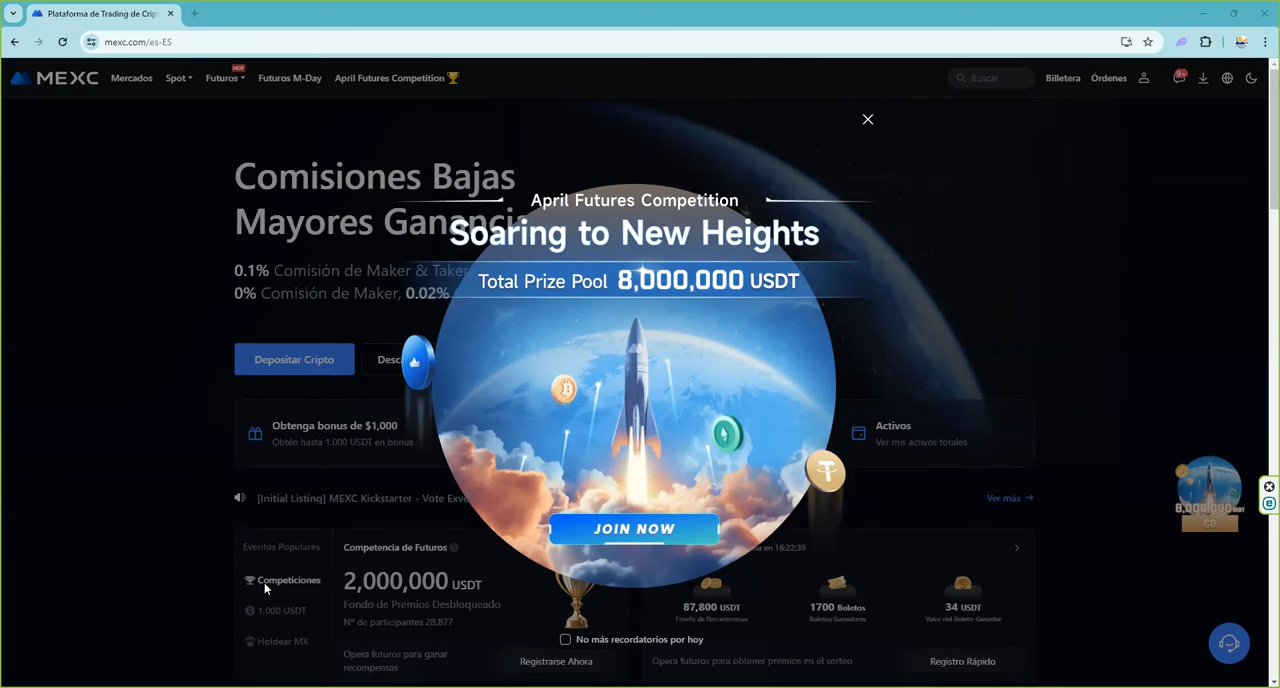 Plataforma de Trading de Crip
mexc.com/es-ES
MEXC
Mercados
Spot
HOT
Futuros
Futuros M-Day
April Futures Competition
Buscar
Billetera
Órdenes
9+
Comisiones Bajas
Mayores Gananci
0.1% Comisión de Maker & Taker
0% Comisión de Maker, 0.02%
Depositar Cripto
Desc
April Futures Competition
Soaring to New Heights
Total Prize Pool 8,000,000 USDT
JOIN NOW
Obtenga bonus de $1,000
Obtén hasta 1.000 USDT en bonus
Activos
Ver mis activos totales
[Initial Listing] MEXC Kickstarter - Vote
Ver más
8,000,000 USDT
GO
Eventos Populares
Competiciones
1,000 USDT
Holdear MX
Competencia de Futuros
2,000,000 USDT
Fondo de Premios Desbloqueado
Nº de participantes 28,877
Opera futuros para ganar
recompensas
Registrarse Ahora
en 16:22:30
87,800 USDT
Fondo de Recompensas
1700 Boletos
Boletos Ganadores
34 USDT
Valor del Boleto Ganador
No más recordatorios por hoy
Opera futuros para obtener premios en el sorteo
Registro Rápido